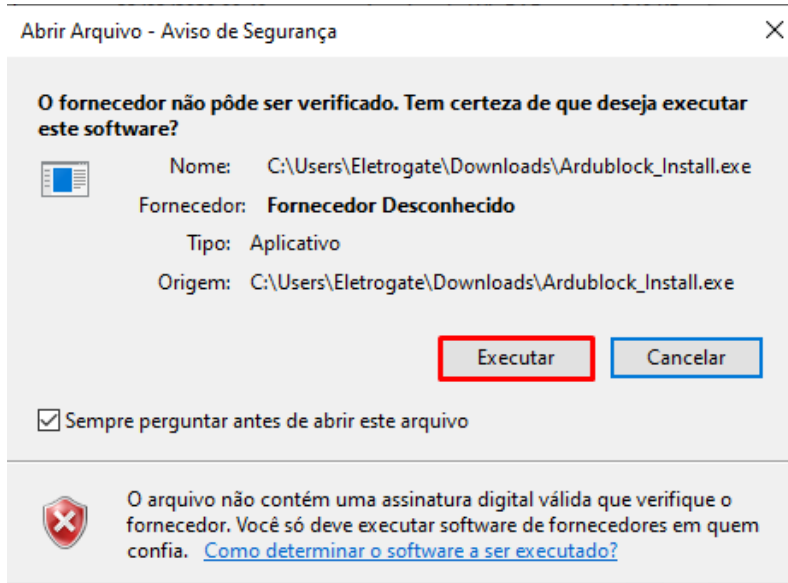 Abrir Arquivo - Aviso de Segurança
O fornecedor não pôde ser verificado. Tem certeza de que deseja executar
este software?
Nome: C:\Users\Eletrogate\Downloads\Ardublock_Install.exe
Fornecedor: Fornecedor Desconhecido
Tipo: Aplicativo
Origem: C:\Users\Eletrogate\Downloads\Ardublock_Install.exe
Executar Cancelar
Sempre perguntar antes de abrir este arquivo
O arquivo não contém uma assinatura digital válida que verifique o
fornecedor. Você só deve executar software de fornecedores em quem
confia. Como determinar o software a ser executado?